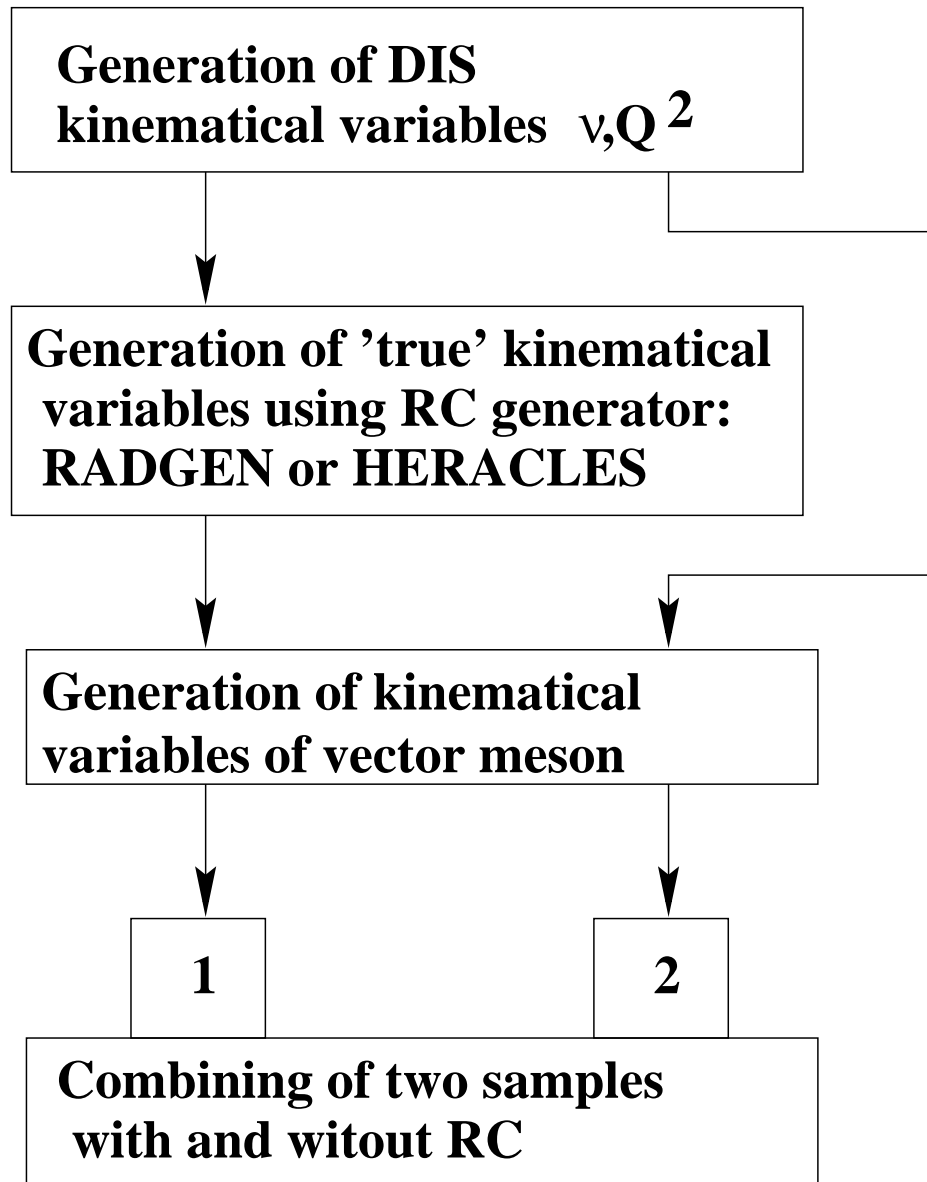 Generation of DIS
kinematical variables ν,Q²
Generation of ’true’ kinematical
variables using RC generator:
RADGEN or HERACLES
Generation of kinematical
variables of vector meson
1
2
Combining of two samples
with and witout RC